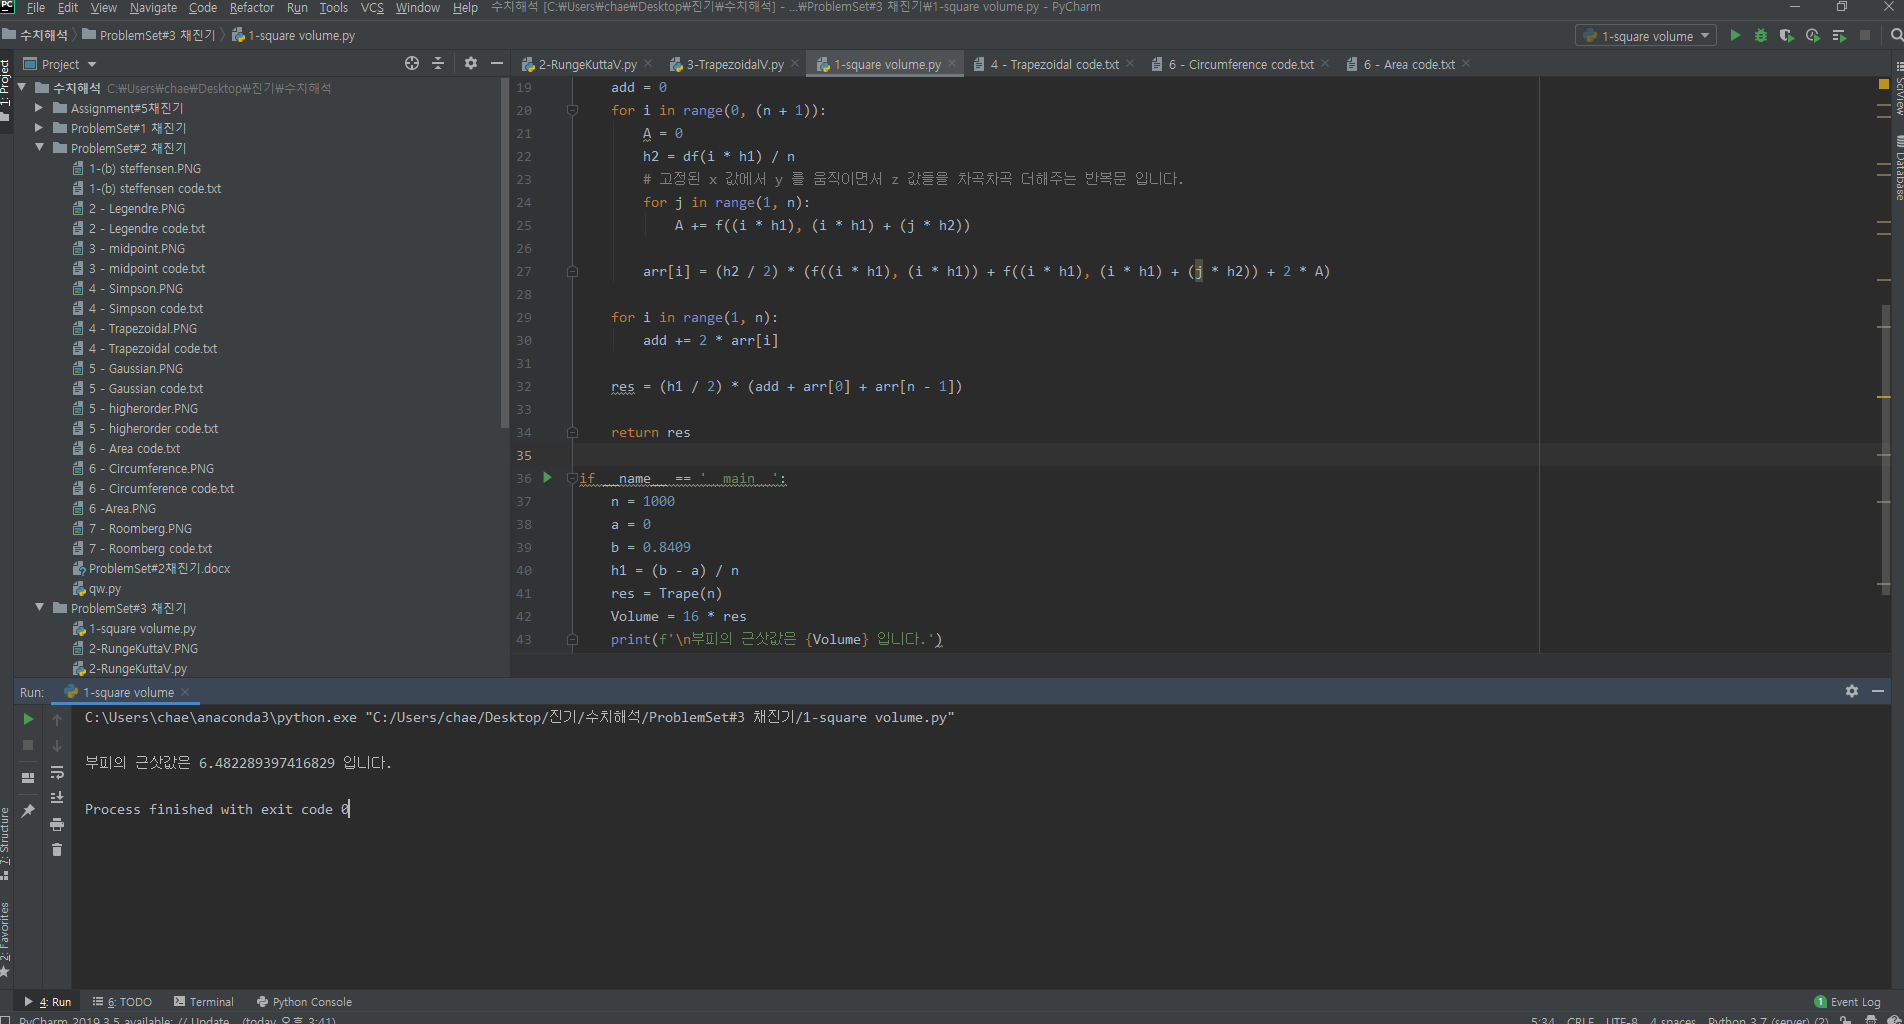 File Edit View Navigate Code Refactor Run Tools VCS Window Help 수치해석 [C:₩Users₩chae₩Desktop₩진기₩수치해석] - ...₩ProblemSet#3 채진기₩1-square volume.py - PyCharm
수치해석 ProblemSet#3 채진기 1-square volume.py 1-square volume
Project 2-RungeKuttaV.py 3-TrapezoidalV.py 1-square volume.py 4 - Trapezoidal code.txt 6 - Circumference code.txt 6 - Area code.txt
1: Project
수치해석 C:₩Users₩chae₩Desktop₩진기₩수치해석
Assignment#5채진기
ProblemSet#1 채진기
ProblemSet#2 채진기
1-(b) steffensen.PNG
1-(b) steffensen code.txt
2 - Legendre.PNG
2 - Legendre code.txt
3 - midpoint.PNG
3 - midpoint code.txt
4 - Simpson.PNG
4 - Simpson code.txt
4 - Trapezoidal.PNG
4 - Trapezoidal code.txt
5 - Gaussian.PNG
5 - Gaussian code.txt
5 - higherorder.PNG
5 - higherorder code.txt
6 - Area code.txt
6 - Circumference.PNG
6 - Circumference code.txt
6 -Area.PNG
7 - Roomberg.PNG
7 - Roomberg code.txt
ProblemSet#2채진기.docx
qw.py
ProblemSet#3 채진기
1-square volume.py
2-RungeKuttaV.PNG
2-RungeKuttaV.py
19 add = 0
20 for i in range(0, (n + 1)):
21 A = 0
22 h2 = df(i * h1) / n
23 # 고정된 x 값에서 y 를 움직이면서 z 값들을 차곡차곡 더해주는 반복문 입니다.
24 for j in range(1, n):
25 A += f((i * h1), (i * h1) + (j * h2))
26
27 arr[i] = (h2 / 2) * (f((i * h1), (i * h1)) + f((i * h1), (i * h1) + (j * h2)) + 2 * A)
28
29 for i in range(1, n):
30 add += 2 * arr[i]
31
32 res = (h1 / 2) * (add + arr[0] + arr[n - 1])
33
34 return res
35
36 if __name__ == '__main__':
37 n = 1000
38 a = 0
39 b = 0.8409
40 h1 = (b - a) / n
41 res = Trape(n)
42 Volume = 16 * res
43 print(f'\n부피의 근삿값은 {Volume} 입니다.')
SciView
Database
Run: 1-square volume
C:\Users\chae\anaconda3\python.exe "C:/Users/chae/Desktop/진기/수치해석/ProblemSet#3 채진기/1-square volume.py"
부피의 근삿값은 6.482289397416829 입니다.
Process finished with exit code 0
7: Structure
2: Favorites
4: Run 6: TODO Terminal Python Console 1 Event Log
PyCharm 2019.3.5 available: // Update... (today 오후 3:41) 5:34 CRLF UTF-8 4 spaces Python 3.7 (server) (2)